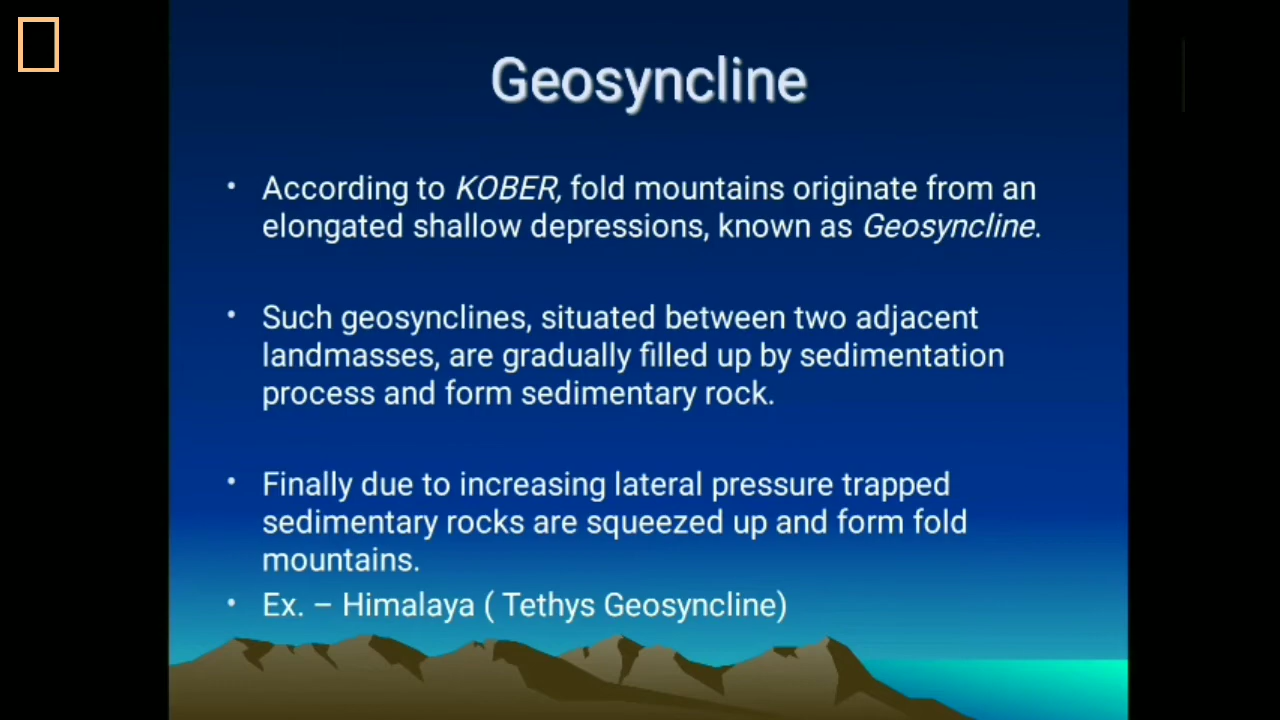 Geosyncline
• According to KOBER, fold mountains originate from an
elongated shallow depressions, known as Geosyncline.
• Such geosynclines, situated between two adjacent
landmasses, are gradually filled up by sedimentation
process and form sedimentary rock.
• Finally due to increasing lateral pressure trapped
sedimentary rocks are squeezed up and form fold
mountains.
• Ex. – Himalaya ( Tethys Geosyncline)